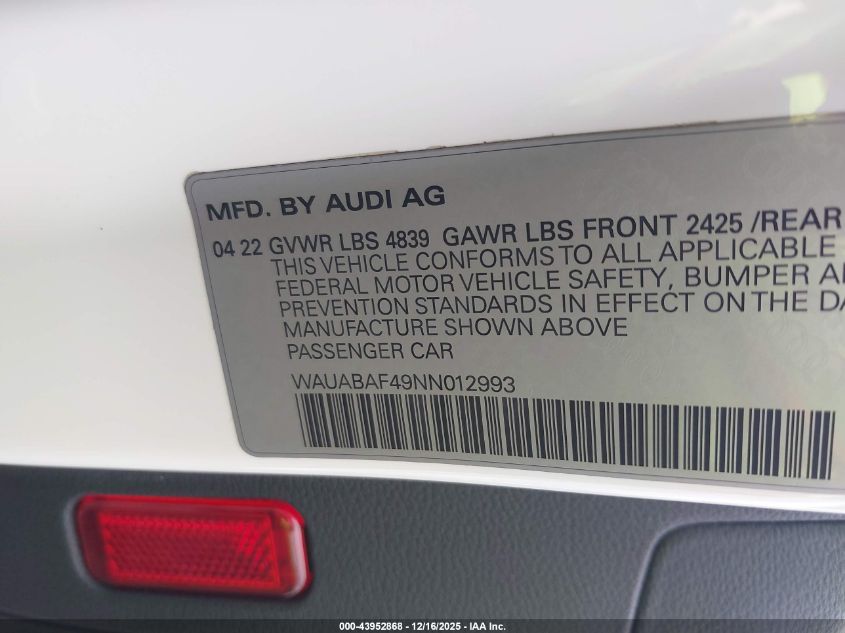 MFD. BY AUDI AG
04 22 GVWR LBS 4839 GAWR LBS FRONT 2425 /REAR
THIS VEHICLE CONFORMS TO ALL APPLICABLE
FEDERAL MOTOR VEHICLE SAFETY, BUMPER
PREVENTION STANDARDS IN EFFECT ON THE
MANUFACTURE SHOWN ABOVE
PASSENGER CAR
WAUABAF49NN012993
000-43952868 - 12/16/2025 - IAA Inc.